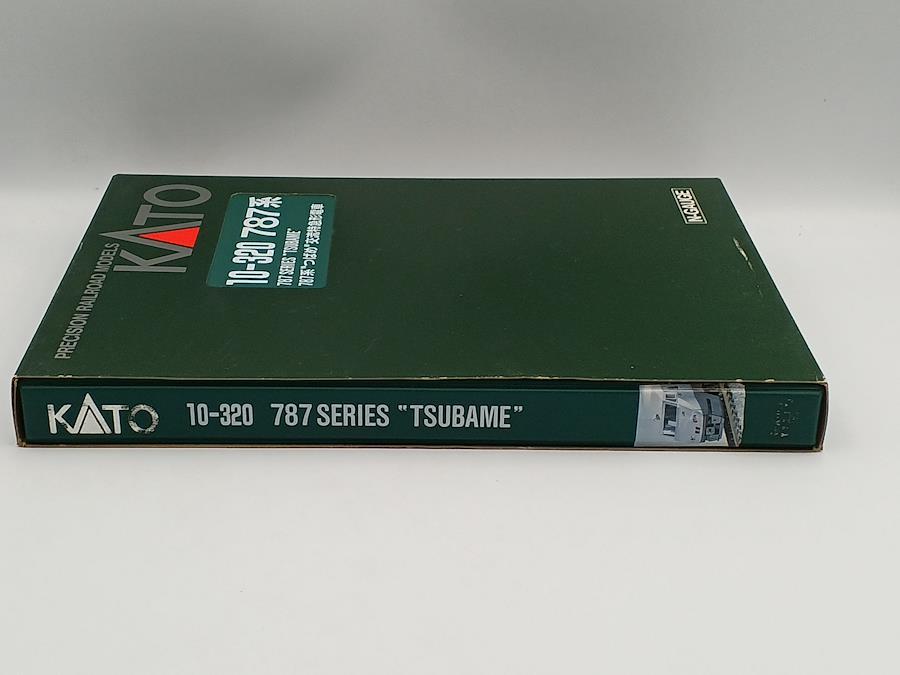 PRECISION RAILROAD MODELS
KATO
10-320 787系
787 SERIES "TSUBAME"
787系"つばめ"交流特急形電車
N-GAUGE
KATO 10-320 787 SERIES "TSUBAME"